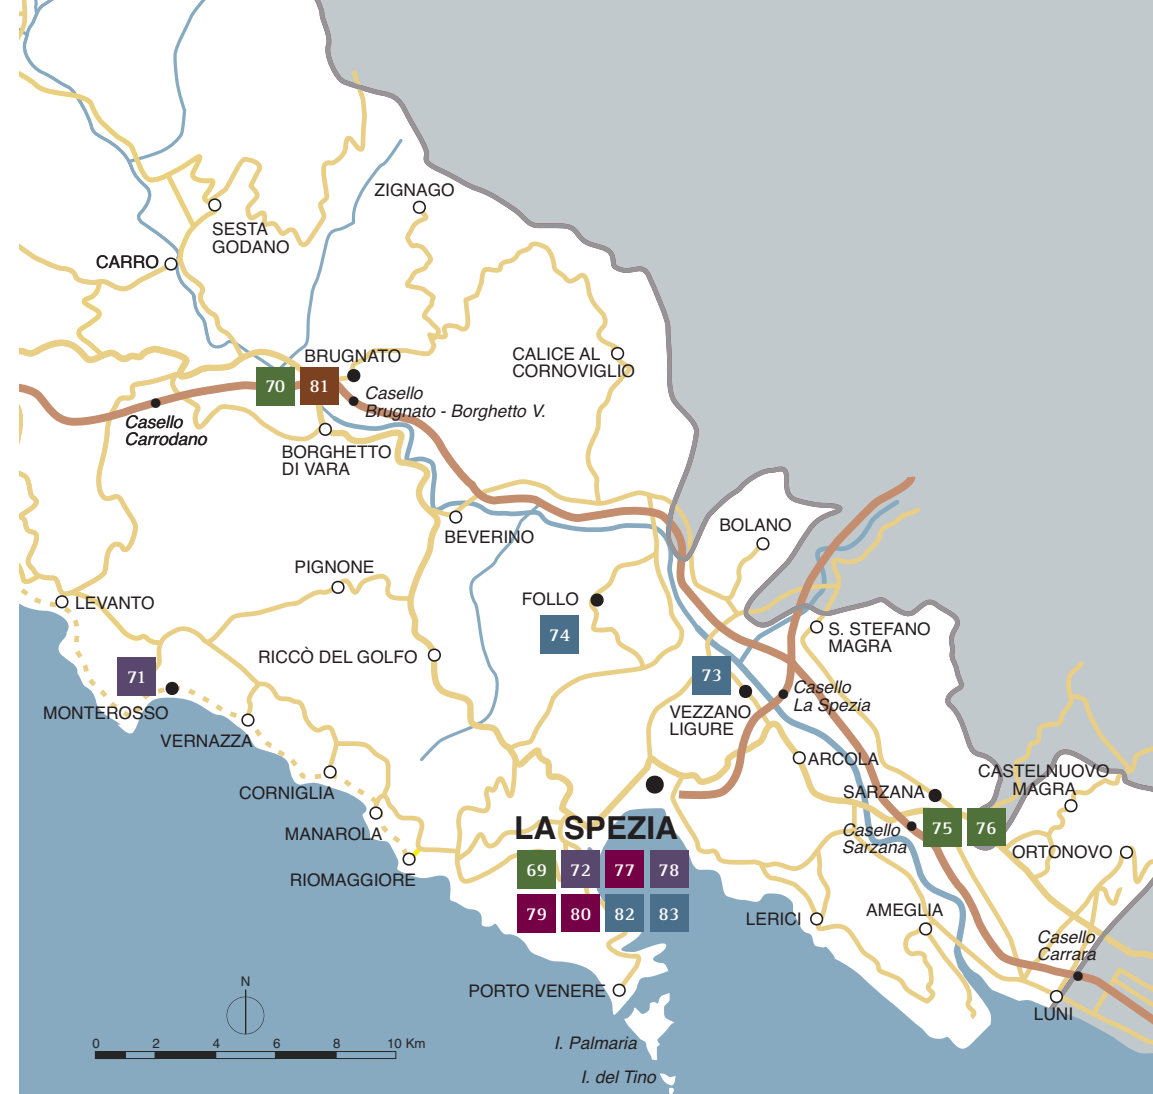 ZIGNAGO
SESTA
GODANO
CARRO
BRUGNATO
CALICE AL
CORNOVIGLIO
70
81
Casello
Brugnato - Borghetto V.
Casello
Carrodano
BORGHETTO
DI VARA
BEVERINO
BOLANO
PIGNONE
LEVANTO
FOLLO
74
S. STEFANO
MAGRA
RICCÒ DEL GOLFO
71
73
Casello
La Spezia
MONTEROSSO
VEZZANO
LIGURE
VERNAZZA
ARCOLA
CASTELNUOVO
MAGRA
CORNIGLIA
SARZANA
LA SPEZIA
MANAROLA
Casello
Sarzana
75
76
ORTONOVO
RIOMAGGIORE
69
72
77
78
79
80
82
83
LERICI
AMEGLIA
Casello
Carrara
N
PORTO VENERE
LUNI
I. Palmaria
0 2 4 6 8 10 Km
I. del Tino